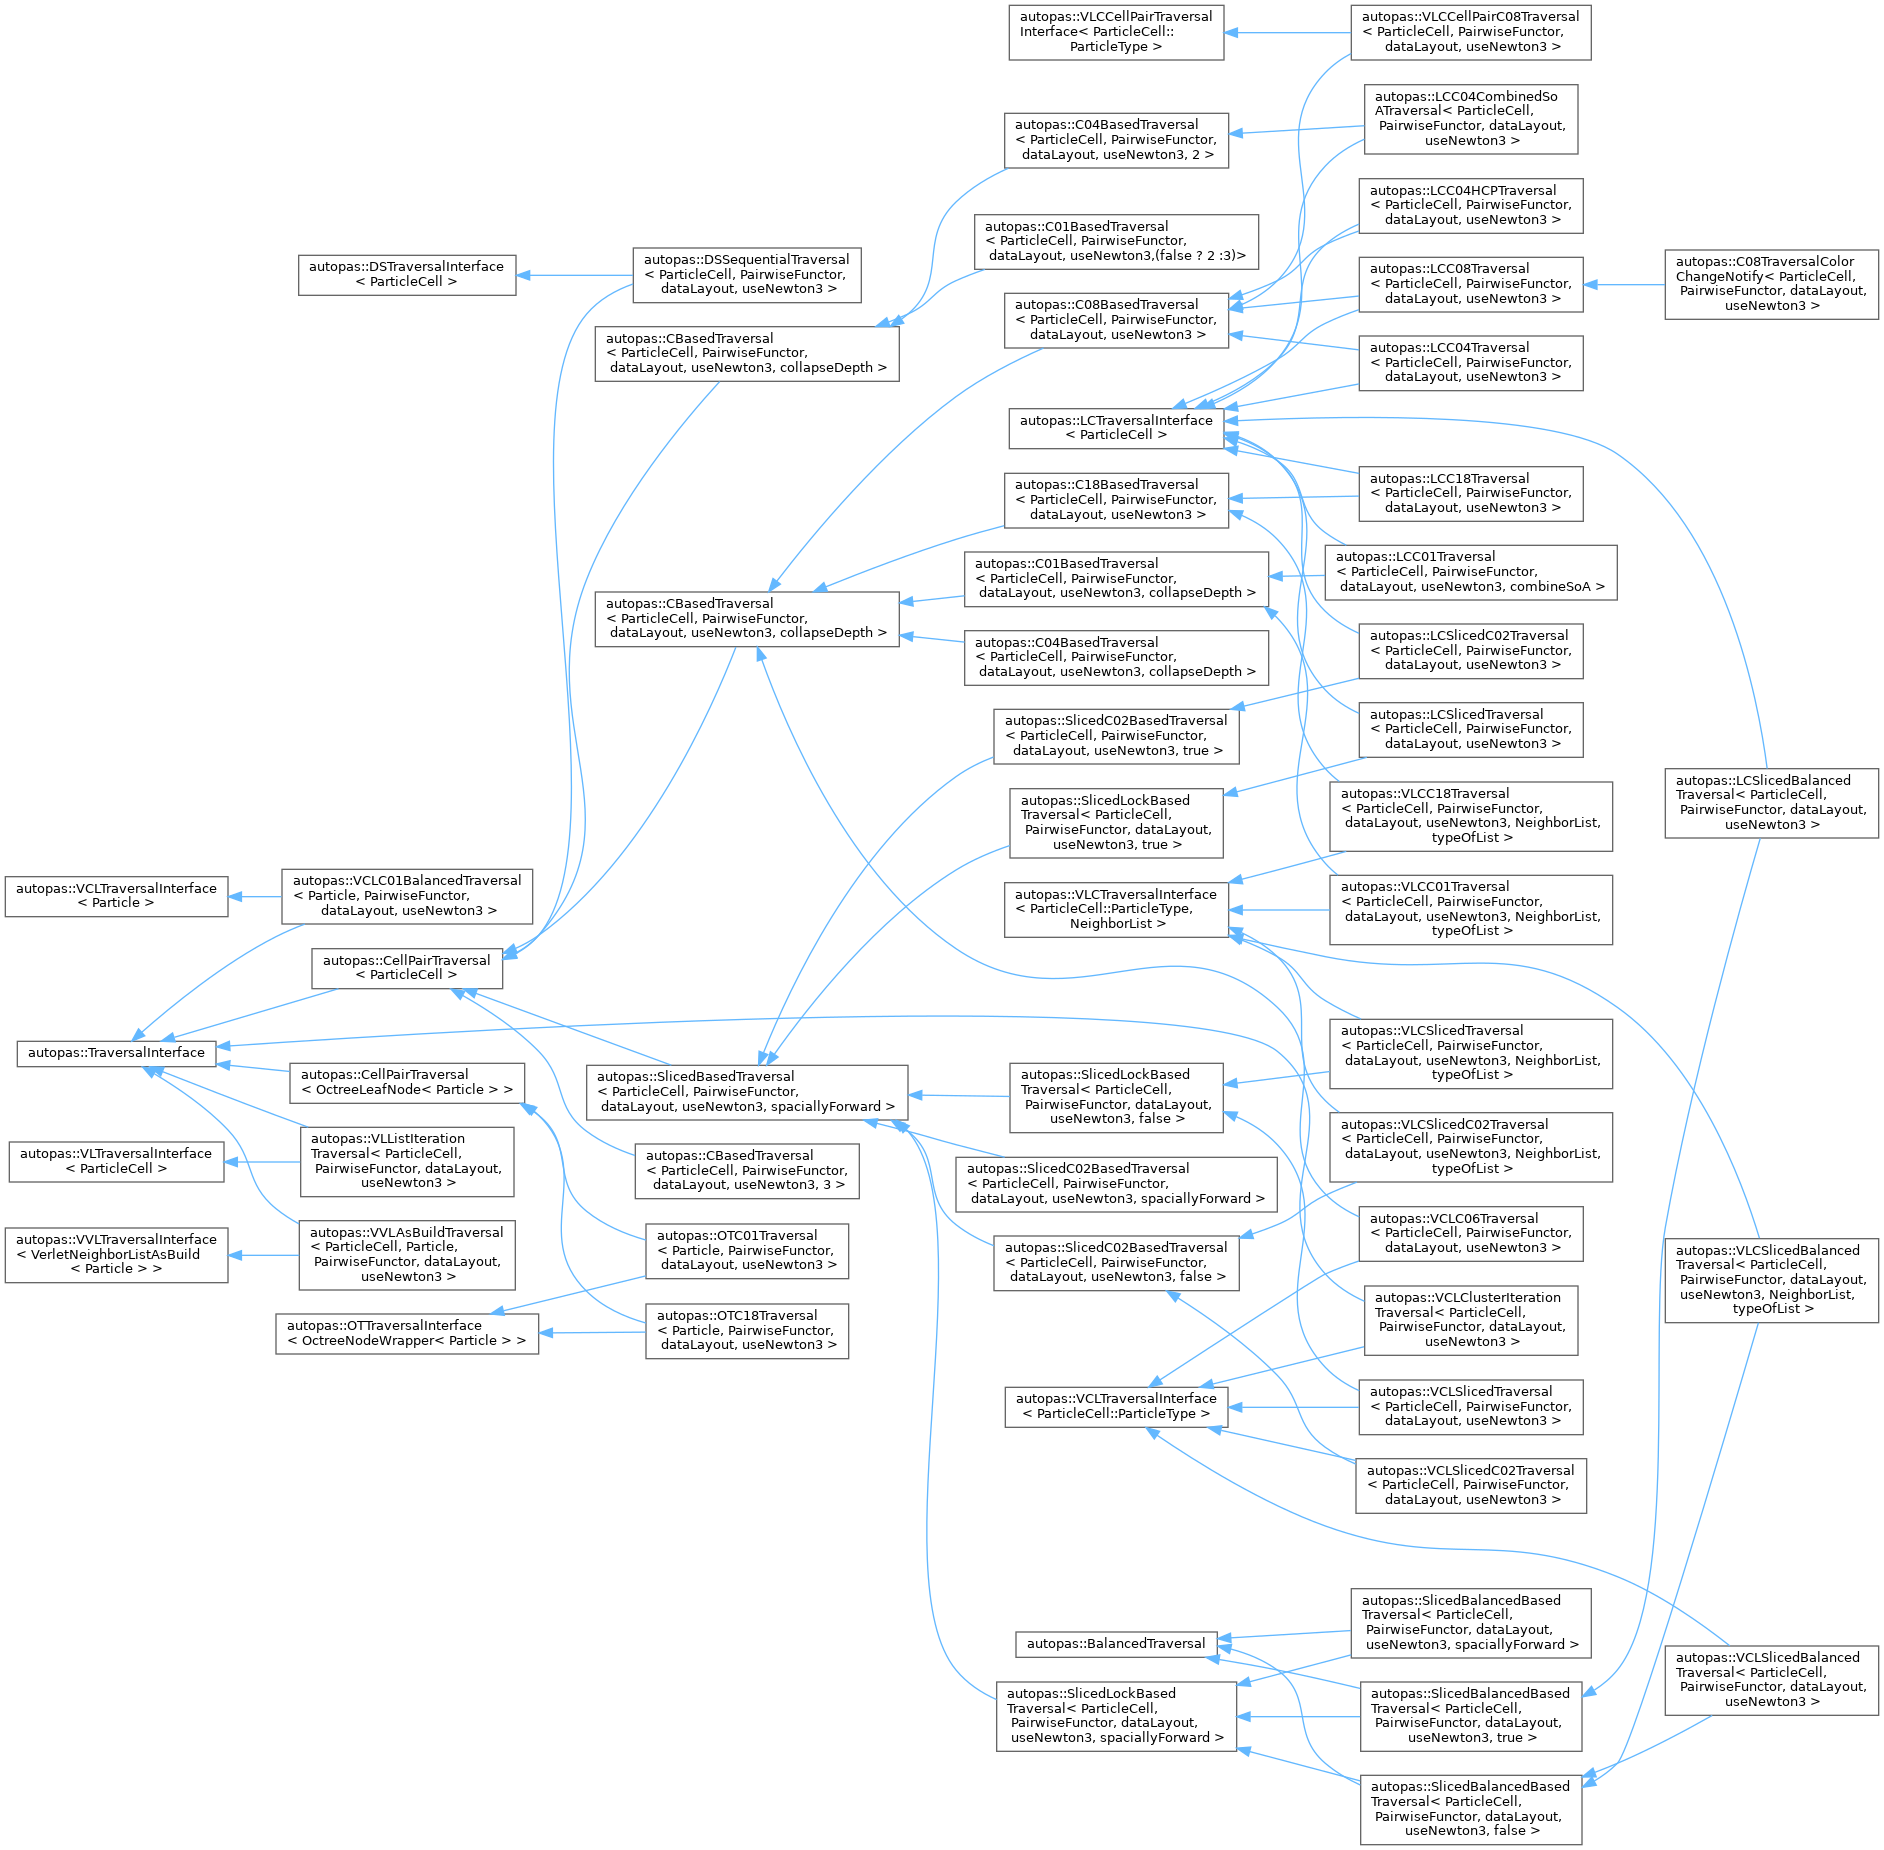 autopas::VLCCellPairTraversal
Interface< ParticleCell::
ParticleType >
autopas::VLCCellPairC08Traversal
< ParticleCell, PairwiseFunctor,
dataLayout, useNewton3 >
autopas::LCC04CombinedSo
ATraversal< ParticleCell,
PairwiseFunctor, dataLayout,
useNewton3 >
autopas::C04BasedTraversal
< ParticleCell, PairwiseFunctor,
dataLayout, useNewton3, 2 >
autopas::LCC04HCPTraversal
< ParticleCell, PairwiseFunctor,
dataLayout, useNewton3 >
autopas::C01BasedTraversal
< ParticleCell, PairwiseFunctor,
dataLayout, useNewton3,(false ? 2 :3)>
autopas::DSTraversalInterface
< ParticleCell >
autopas::DSSequentialTraversal
< ParticleCell, PairwiseFunctor,
dataLayout, useNewton3 >
autopas::LCC08Traversal
< ParticleCell, PairwiseFunctor,
dataLayout, useNewton3 >
autopas::C08TraversalColor
ChangeNotify< ParticleCell,
PairwiseFunctor, dataLayout,
useNewton3 >
autopas::C08BasedTraversal
< ParticleCell, PairwiseFunctor,
dataLayout, useNewton3 >
autopas::CBasedTraversal
< ParticleCell, PairwiseFunctor,
dataLayout, useNewton3, collapseDepth >
autopas::LCC04Traversal
< ParticleCell, PairwiseFunctor,
dataLayout, useNewton3 >
autopas::LCTraversalInterface
< ParticleCell >
autopas::C18BasedTraversal
< ParticleCell, PairwiseFunctor,
dataLayout, useNewton3 >
autopas::LCC18Traversal
< ParticleCell, PairwiseFunctor,
dataLayout, useNewton3 >
autopas::C01BasedTraversal
< ParticleCell, PairwiseFunctor,
dataLayout, useNewton3, collapseDepth >
autopas::LCC01Traversal
< ParticleCell, PairwiseFunctor,
dataLayout, useNewton3, combineSoA >
autopas::CBasedTraversal
< ParticleCell, PairwiseFunctor,
dataLayout, useNewton3, collapseDepth >
autopas::C04BasedTraversal
< ParticleCell, PairwiseFunctor,
dataLayout, useNewton3, collapseDepth >
autopas::LCSlicedC02Traversal
< ParticleCell, PairwiseFunctor,
dataLayout, useNewton3 >
autopas::SlicedC02BasedTraversal
< ParticleCell, PairwiseFunctor,
dataLayout, useNewton3, true >
autopas::LCSlicedTraversal
< ParticleCell, PairwiseFunctor,
dataLayout, useNewton3 >
autopas::SlicedLockBased
Traversal< ParticleCell,
PairwiseFunctor, dataLayout,
useNewton3, true >
autopas::VLCC18Traversal
< ParticleCell, PairwiseFunctor,
dataLayout, useNewton3, NeighborList,
typeOfList >
autopas::LCSlicedBalanced
Traversal< ParticleCell,
PairwiseFunctor, dataLayout,
useNewton3 >
autopas::VCLTraversalInterface
< Particle >
autopas::VCLC01BalancedTraversal
< Particle, PairwiseFunctor,
dataLayout, useNewton3 >
autopas::VLCTraversalInterface
< ParticleCell::ParticleType,
NeighborList >
autopas::VLCC01Traversal
< ParticleCell, PairwiseFunctor,
dataLayout, useNewton3, NeighborList,
typeOfList >
autopas::CellPairTraversal
< ParticleCell >
autopas::TraversalInterface
autopas::CellPairTraversal
< OctreeLeafNode< Particle > >
autopas::SlicedBasedTraversal
< ParticleCell, PairwiseFunctor,
dataLayout, useNewton3, spaciallyForward >
autopas::SlicedLockBased
Traversal< ParticleCell,
PairwiseFunctor, dataLayout,
useNewton3, false >
autopas::VLCSlicedTraversal
< ParticleCell, PairwiseFunctor,
dataLayout, useNewton3, NeighborList,
typeOfList >
autopas::VLTraversalInterface
< ParticleCell >
autopas::VLListIteration
Traversal< ParticleCell,
PairwiseFunctor, dataLayout,
useNewton3 >
autopas::CBasedTraversal
< ParticleCell, PairwiseFunctor,
dataLayout, useNewton3, 3 >
autopas::SlicedC02BasedTraversal
< ParticleCell, PairwiseFunctor,
dataLayout, useNewton3, spaciallyForward >
autopas::VLCSlicedC02Traversal
< ParticleCell, PairwiseFunctor,
dataLayout, useNewton3, NeighborList,
typeOfList >
autopas::VVLTraversalInterface
< VerletNeighborListAsBuild
< Particle > >
autopas::VVLAsBuildTraversal
< ParticleCell, Particle,
PairwiseFunctor, dataLayout,
useNewton3 >
autopas::OTC01Traversal
< Particle, PairwiseFunctor,
dataLayout, useNewton3 >
autopas::SlicedC02BasedTraversal
< ParticleCell, PairwiseFunctor,
dataLayout, useNewton3, false >
autopas::VCLC06Traversal
< ParticleCell, PairwiseFunctor,
dataLayout, useNewton3 >
autopas::VLCSlicedBalanced
Traversal< ParticleCell,
PairwiseFunctor, dataLayout,
useNewton3, NeighborList,
typeOfList >
autopas::OTTraversalInterface
< OctreeNodeWrapper< Particle > >
autopas::OTC18Traversal
< Particle, PairwiseFunctor,
dataLayout, useNewton3 >
autopas::VCLClusterIteration
Traversal< ParticleCell,
PairwiseFunctor, dataLayout,
useNewton3 >
autopas::VCLTraversalInterface
< ParticleCell::ParticleType >
autopas::VCLSlicedTraversal
< ParticleCell, PairwiseFunctor,
dataLayout, useNewton3 >
autopas::VCLSlicedC02Traversal
< ParticleCell, PairwiseFunctor,
dataLayout, useNewton3 >
autopas::BalancedTraversal
autopas::SlicedBalancedBased
Traversal< ParticleCell,
PairwiseFunctor, dataLayout,
useNewton3, spaciallyForward >
autopas::VCLSlicedBalanced
Traversal< ParticleCell,
PairwiseFunctor, dataLayout,
useNewton3 >
autopas::SlicedLockBased
Traversal< ParticleCell,
PairwiseFunctor, dataLayout,
useNewton3, spaciallyForward >
autopas::SlicedBalancedBased
Traversal< ParticleCell,
PairwiseFunctor, dataLayout,
useNewton3, true >
autopas::SlicedBalancedBased
Traversal< ParticleCell,
PairwiseFunctor, dataLayout,
useNewton3, false >